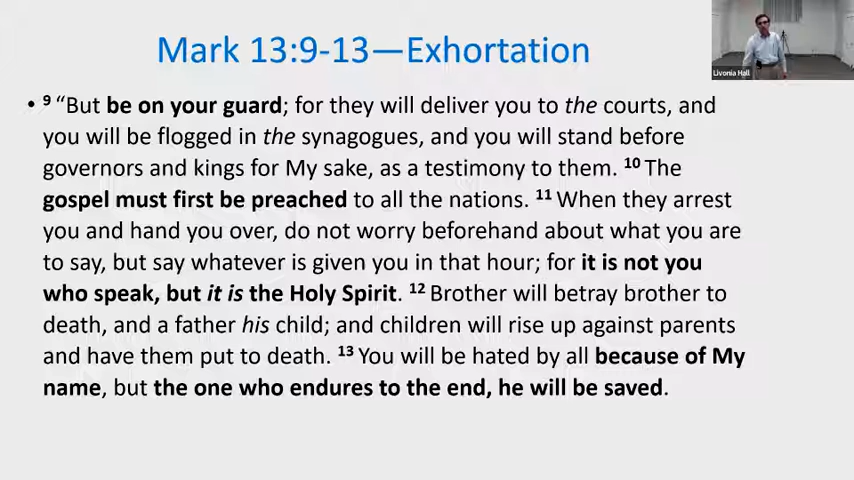 Mark 13:9-13—Exhortation
Livonia Hall
• ⁹ “But be on your guard; for they will deliver you to the courts, and
you will be flogged in the synagogues, and you will stand before
governors and kings for My sake, as a testimony to them. ¹⁰ The
gospel must first be preached to all the nations. ¹¹ When they arrest
you and hand you over, do not worry beforehand about what you are
to say, but say whatever is given you in that hour; for it is not you
who speak, but it is the Holy Spirit. ¹² Brother will betray brother to
death, and a father his child; and children will rise up against parents
and have them put to death. ¹³ You will be hated by all because of My
name, but the one who endures to the end, he will be saved.